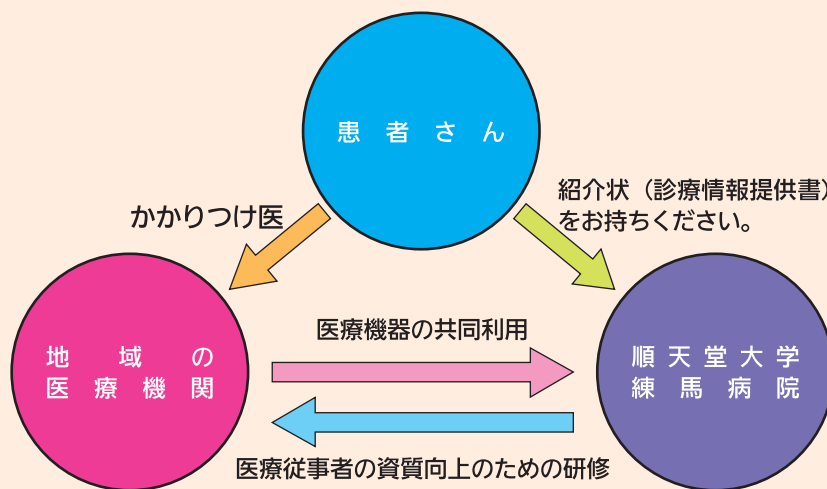 患者さん
かかりつけ医
紹介状（診療情報提供書）
をお持ちください。
地域の
医療機関
医療機器の共同利用
順天堂大学
練馬病院
医療従事者の資質向上のための研修